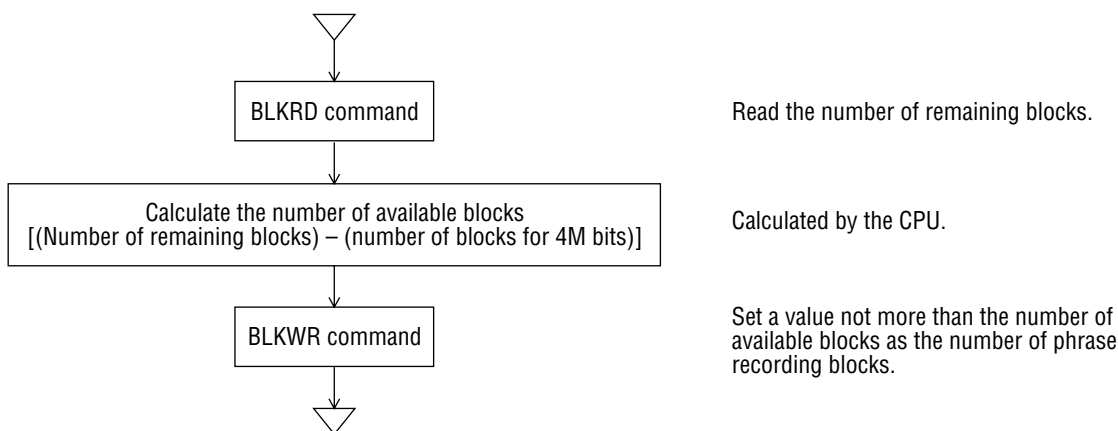 BLKRD command
Read the number of remaining blocks.
Calculate the number of available blocks
[(Number of remaining blocks) – (number of blocks for 4M bits)]
Calculated by the CPU.
BLKWR command
Set a value not more than the number of
available blocks as the number of phrase
recording blocks.